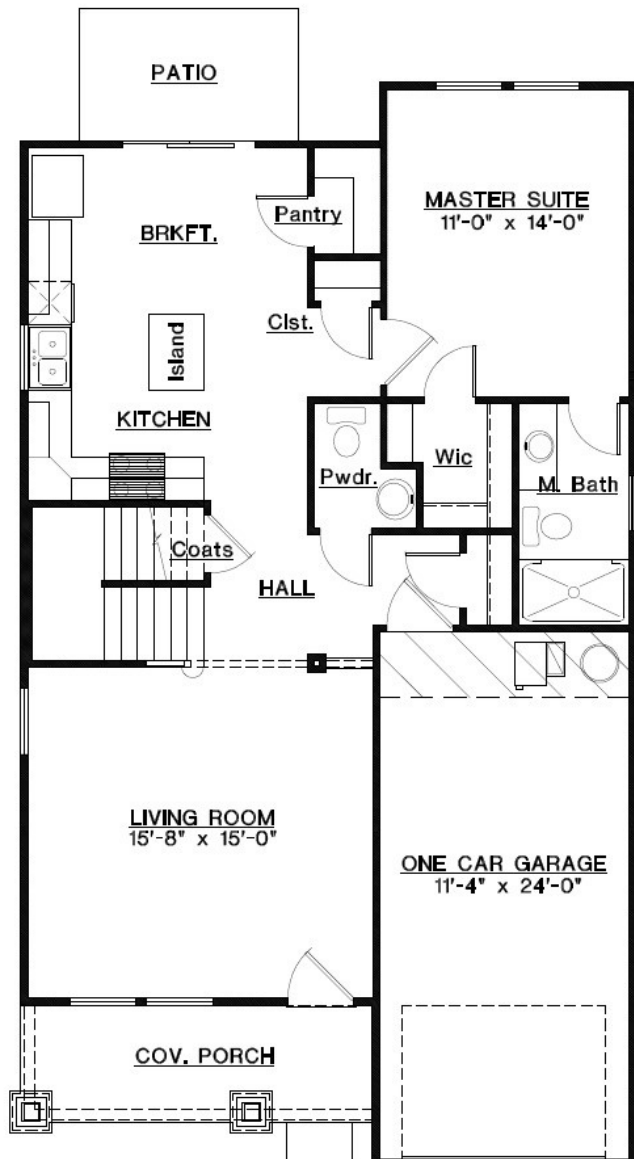 PATIO
MASTER SUITE
11'-0" x 14'-0"
Pantry
BRKFT.
Clst.
Island
KITCHEN
Wic
Pwdr.
M. Bath
Coats
HALL
LIVING ROOM
15'-8" x 15'-0"
ONE CAR GARAGE
11'-4" x 24'-0"
COV. PORCH